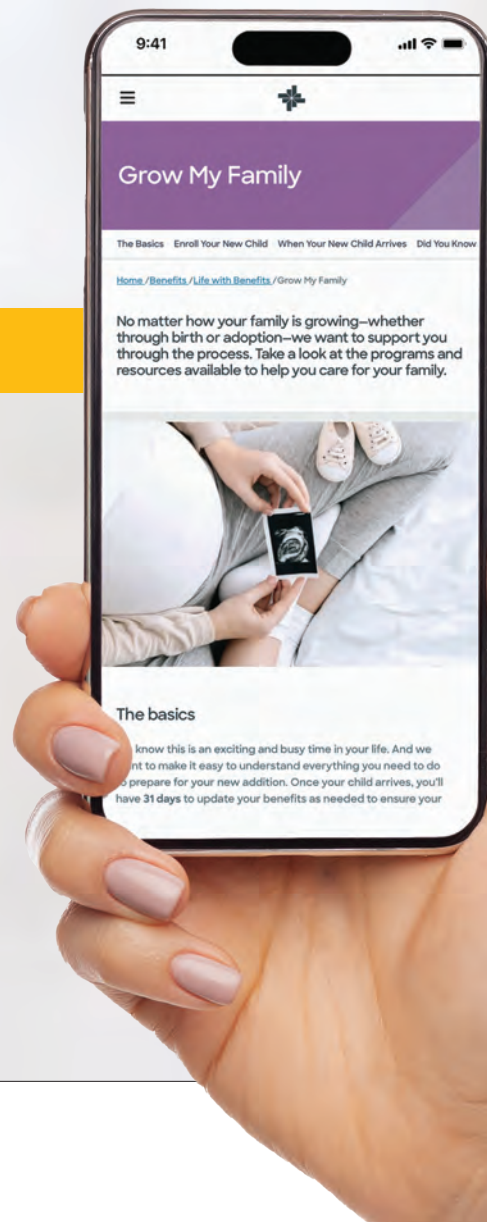 9:41
Grow My Family
The Basics Enroll Your New Child When Your New Child Arrives Did You Know
Home /Benefits /Life with Benefits /Grow My Family
No matter how your family is growing—whether
through birth or adoption—we want to support you
through the process. Take a look at the programs and
resources available to help you care for your family.
The basics
know this is an exciting and busy time in your life. And we
to make it easy to understand everything you need to do
prepare for your new addition. Once your child arrives, you'll
have 31 days to update your benefits as needed to ensure your